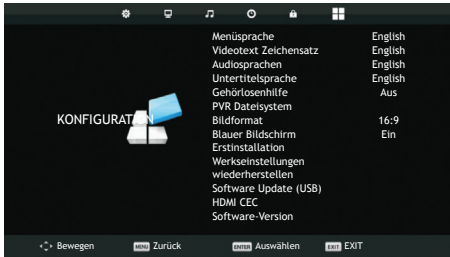 Menüsprache English
Videotext Zeichensatz English
Audiosprachen English
Untertitelsprache English
Gehörlosenhilfe Aus
PVR Dateisystem
KONFIGURATION
Bildformat 16:9
Blauer Bildschirm Ein
Erstinstallation
Werkseinstellungen
wiederherstellen
Software Update (USB)
HDMI CEC
Software-Version
Bewegen MENU Zurück ENTER Auswählen EXIT EXIT